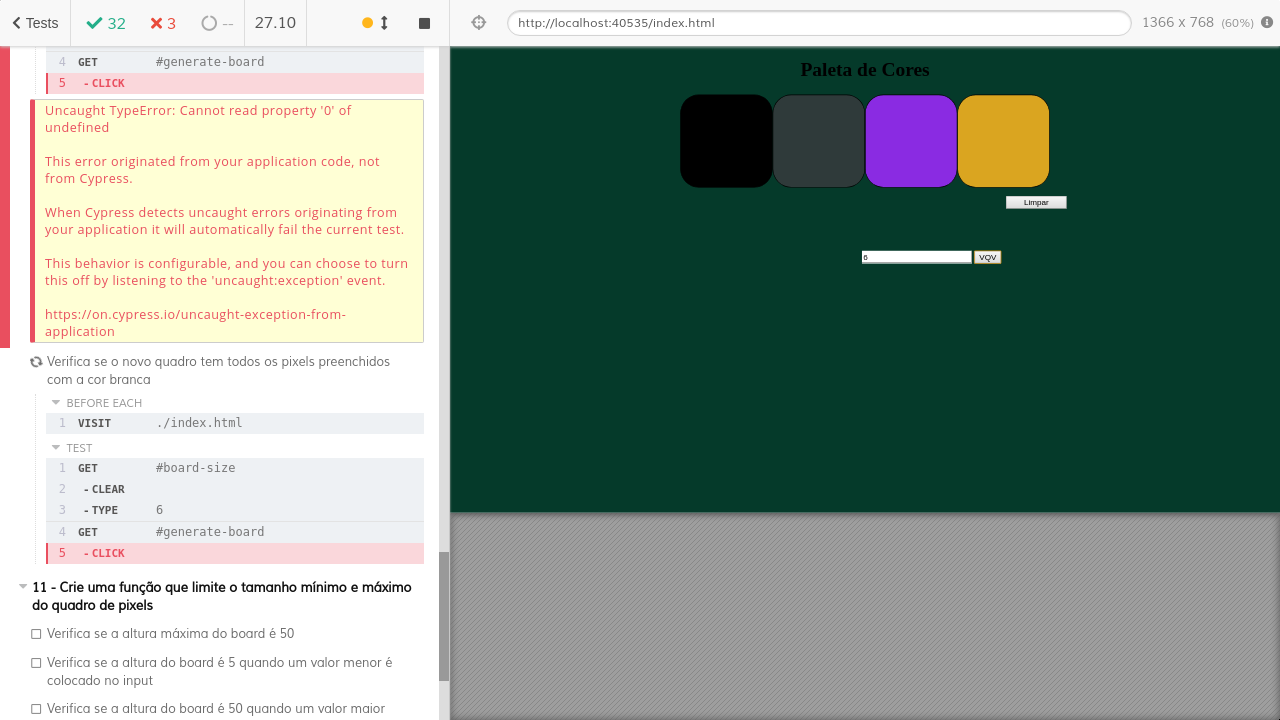 Tests
32
3
--
27.10
http://localhost:40535/index.html
1366 x 768 (60%)
4 GET #generate-board
5 - CLICK
Uncaught TypeError: Cannot read property '0' of
undefined
This error originated from your application code, not
from Cypress.
When Cypress detects uncaught errors originating from
your application it will automatically fail the current test.
This behavior is configurable, and you can choose to turn
this off by listening to the 'uncaught:exception' event.
https://on.cypress.io/uncaught-exception-from-
application
Verifica se o novo quadro tem todos os pixels preenchidos
com a cor branca
BEFORE EACH
1 VISIT ./index.html
TEST
1 GET #board-size
2 - CLEAR
3 - TYPE 6
4 GET #generate-board
5 - CLICK
11 - Crie uma função que limite o tamanho mínimo e máximo
do quadro de pixels
Verifica se a altura máxima do board é 50
Verifica se a altura do board é 5 quando um valor menor é
colocado no input
Verifica se a altura do board é 50 quando um valor maior
Paleta de Cores
Limpar
6
VQV